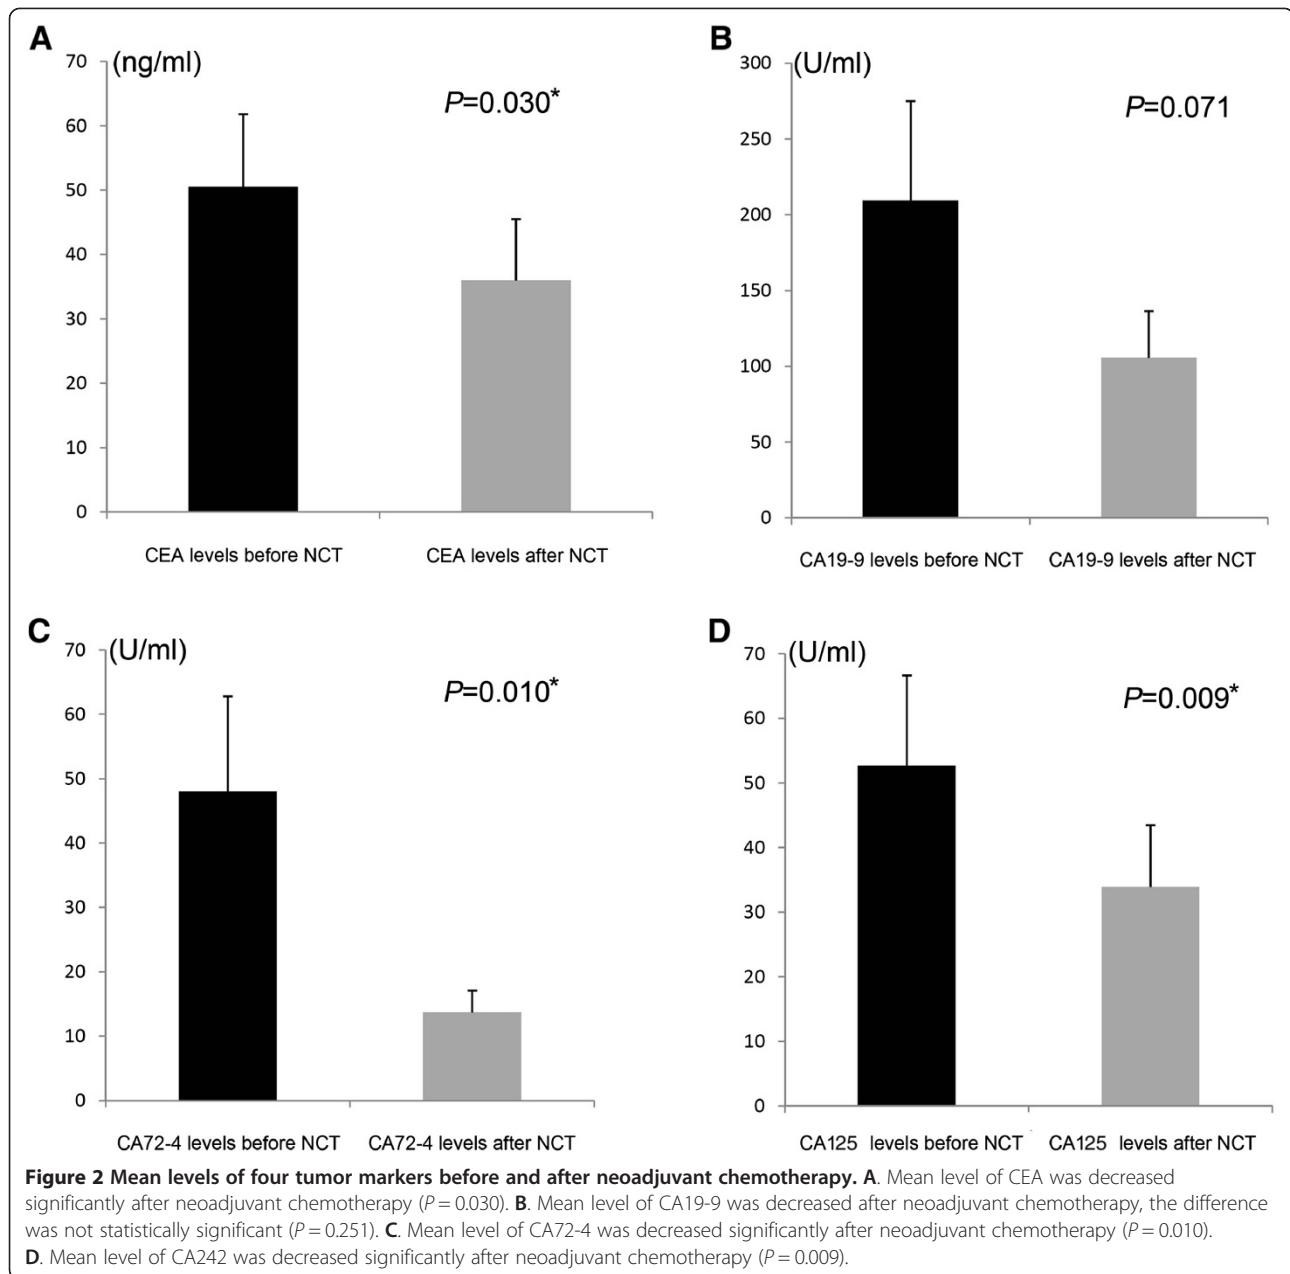 A
(ng/ml)
P=0.030*
70
60
50
40
30
20
10
0
CEA levels before NCT
CEA levels after NCT
B
(U/ml)
P=0.071
300
250
200
150
100
50
0
CA19-9 levels before NCT
CA19-9 levels after NCT
C
(U/ml)
P=0.010*
70
60
50
40
30
20
10
0
CA72-4 levels before NCT
CA72-4 levels after NCT
D
(U/ml)
P=0.009*
70
60
50
40
30
20
10
0
CA125 levels before NCT
CA125 levels after NCT
Figure 2 Mean levels of four tumor markers before and after neoadjuvant chemotherapy. A. Mean level of CEA was decreased
significantly after neoadjuvant chemotherapy (P = 0.030). B. Mean level of CA19-9 was decreased after neoadjuvant chemotherapy, the difference
was not statistically significant (P = 0.251). C. Mean level of CA72-4 was decreased significantly after neoadjuvant chemotherapy (P = 0.010).
D. Mean level of CA242 was decreased significantly after neoadjuvant chemotherapy (P = 0.009).